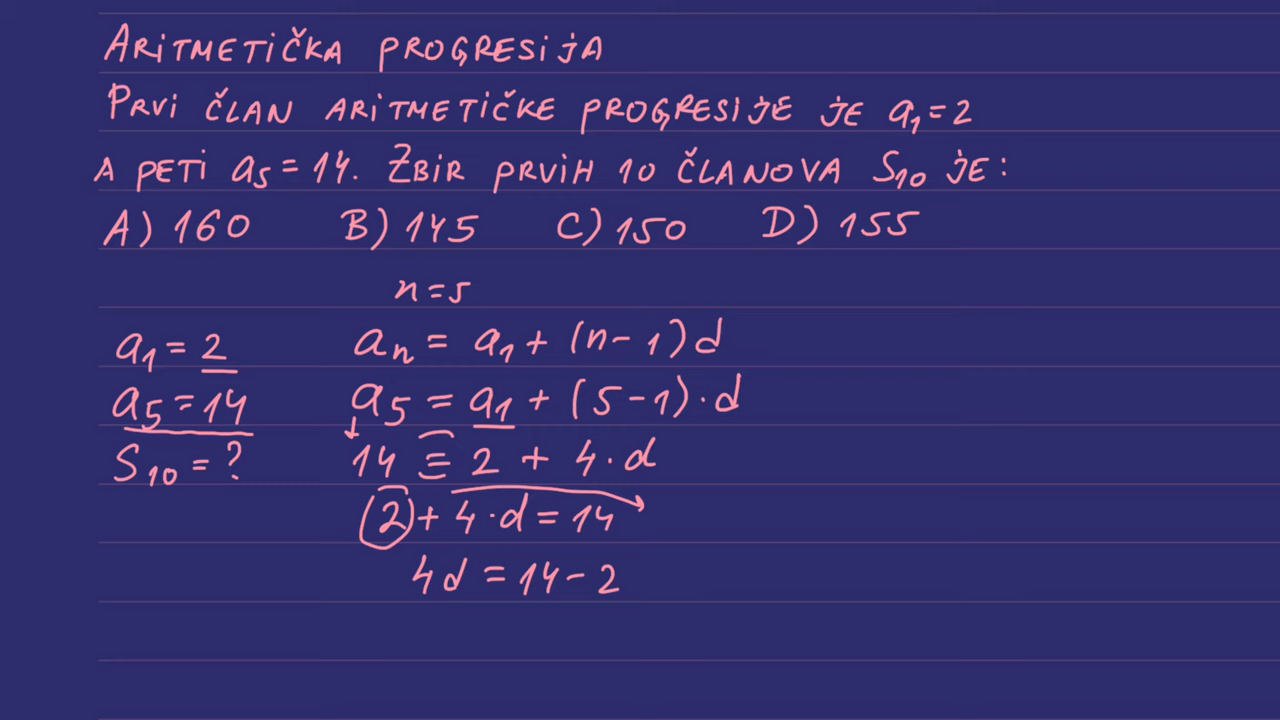 ARITMETIČKA PROGRESIJA
PRVI ČLAN ARITMETIČKE PROGRESIJE JE a₁=2
A PETI a₅=14. ZBIR PRVIH 10 ČLANOVA S₁₀ JE:
A) 160 B) 145 C) 150 D) 155
n=5
a₁=2 aₙ = a₁ + (n-1)d
a₅=14 a₅ = a₁ + (5-1)·d
S₁₀=? 14 = 2 + 4·d
2 + 4·d = 14
4d = 14-2